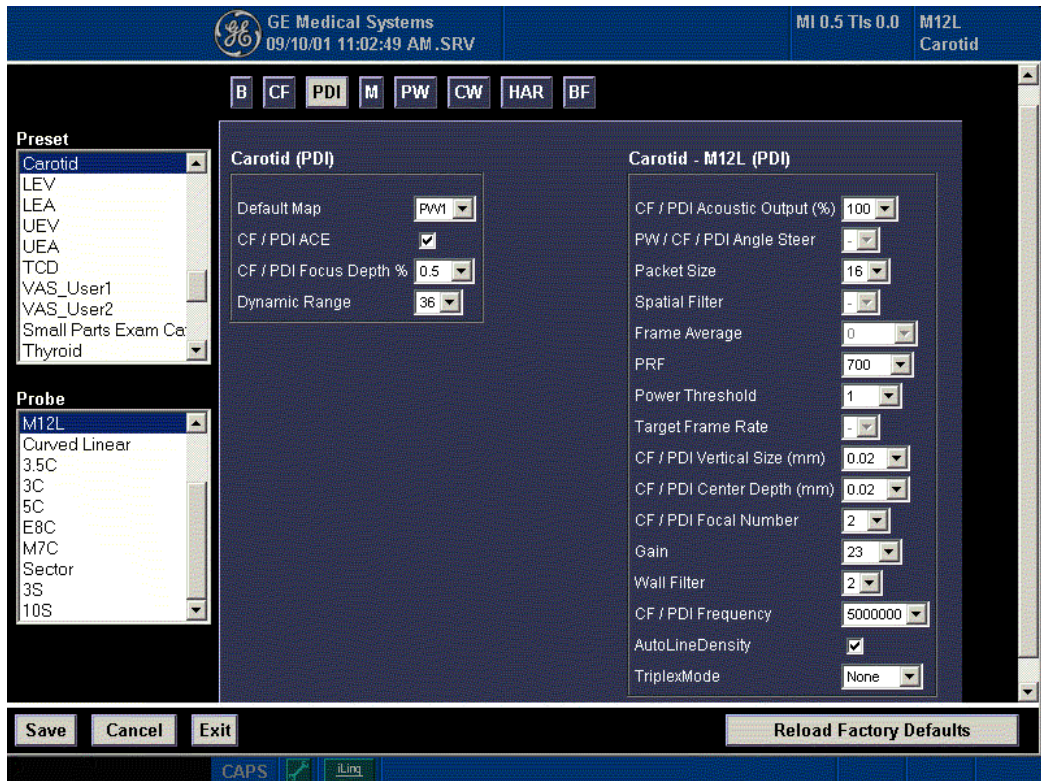 GE Medical Systems
09/10/01 11:02:49 AM.SRV
MI 0.5 TIs 0.0
M12L
Carotid
B CF PDI M PW CW HAR BF
Preset
Carotid
LEV
LEA
UEV
UEA
TCD
VAS_User1
VAS_User2
Small Parts Exam Ca
Thyroid
Probe
M12L
Curved Linear
3.5C
3C
5C
E8C
M7C
Sector
3S
10S
Carotid (PDI)
Default Map PW1
CF / PDI ACE
CF / PDI Focus Depth % 0.5
Dynamic Range 36
Carotid - M12L (PDI)
CF / PDI Acoustic Output (%) 100
PW / CF / PDI Angle Steer -
Packet Size 16
Spatial Filter -
Frame Average 0
PRF 700
Power Threshold 1
Target Frame Rate -
CF / PDI Vertical Size (mm) 0.02
CF / PDI Center Depth (mm) 0.02
CF / PDI Focal Number 2
Gain 23
Wall Filter 2
CF / PDI Frequency 5000000
AutoLineDensity
TriplexMode None
Save Cancel Exit Reload Factory Defaults
CAPS iLinq